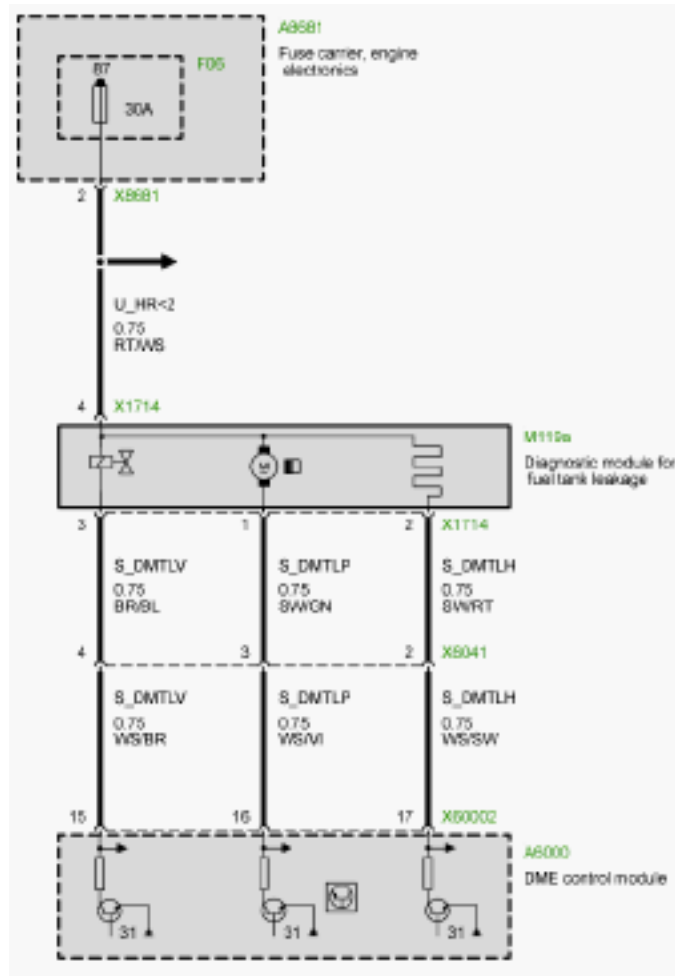 A8681
Fuse carrier, engine
electronics
87
F06
30A
2 X8681
U_HR<2
0.75
RT/WS
4 X1714
M119a
Diagnostic module for
fuel tank leakage
M
3 1 2 X1714
S_DMTLV S_DMTLP S_DMTLH
0.75 0.75 0.75
BR/BL SW/GN SW/RT
4 3 2 X8041
S_DMTLV S_DMTLP S_DMTLH
0.75 0.75 0.75
WS/BR WS/VI WS/SW
15 16 17 X60002
A6000
DME control module
31 31 31